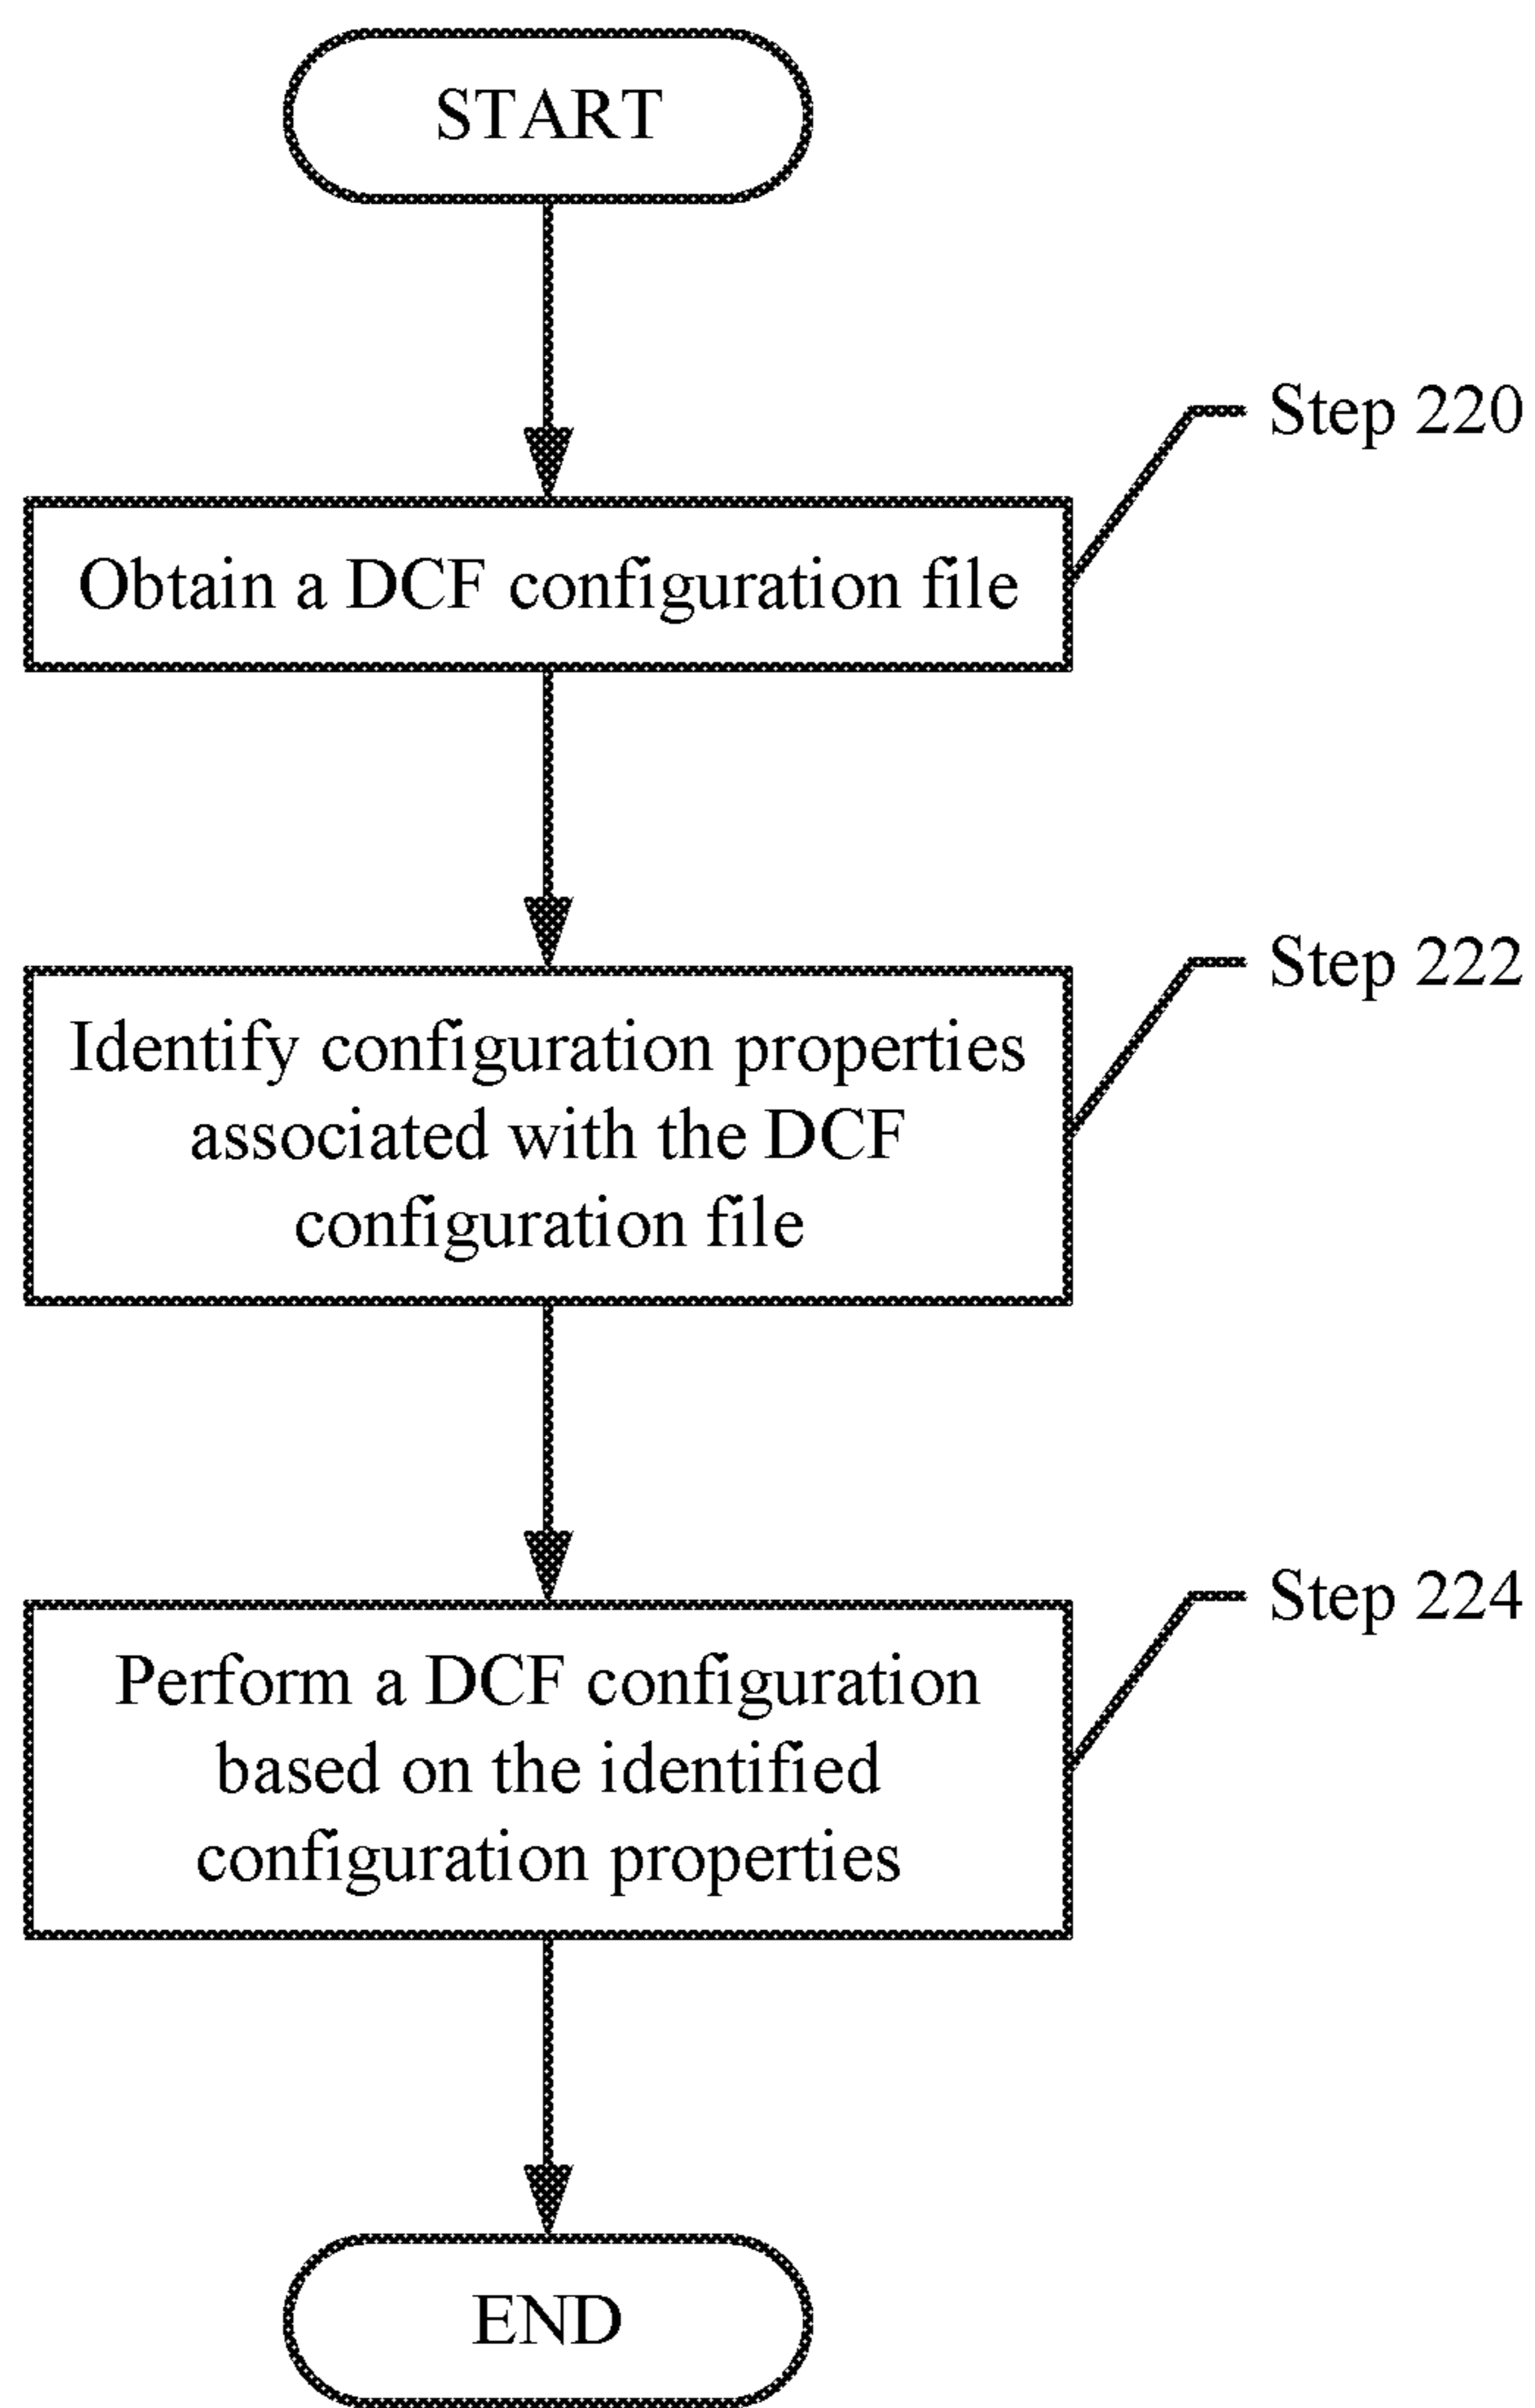 START
Step 220
Obtain a DCF configuration file
Step 222
Identify configuration properties
associated with the DCF
configuration file
Step 224
Perform a DCF configuration
based on the identified
configuration properties
END